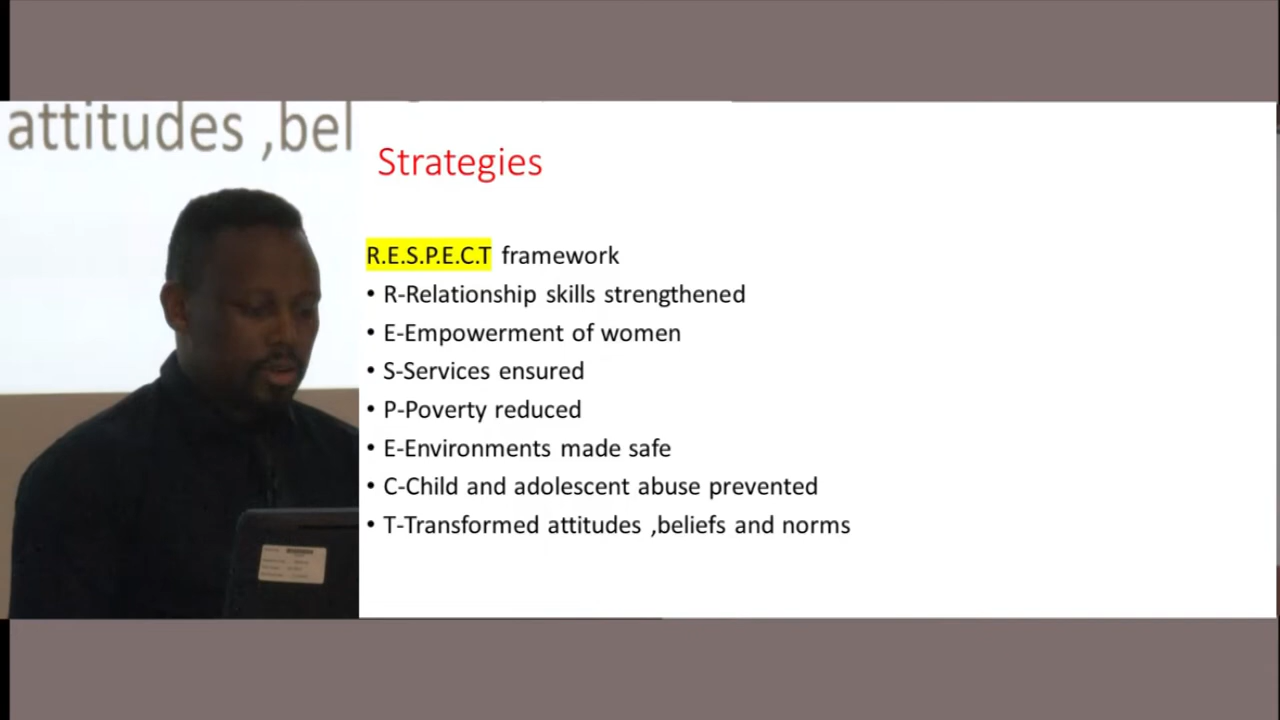 attitudes ,bel
Strategies
R.E.S.P.E.C.T framework
• R-Relationship skills strengthened
• E-Empowerment of women
• S-Services ensured
• P-Poverty reduced
• E-Environments made safe
• C-Child and adolescent abuse prevented
• T-Transformed attitudes ,beliefs and norms